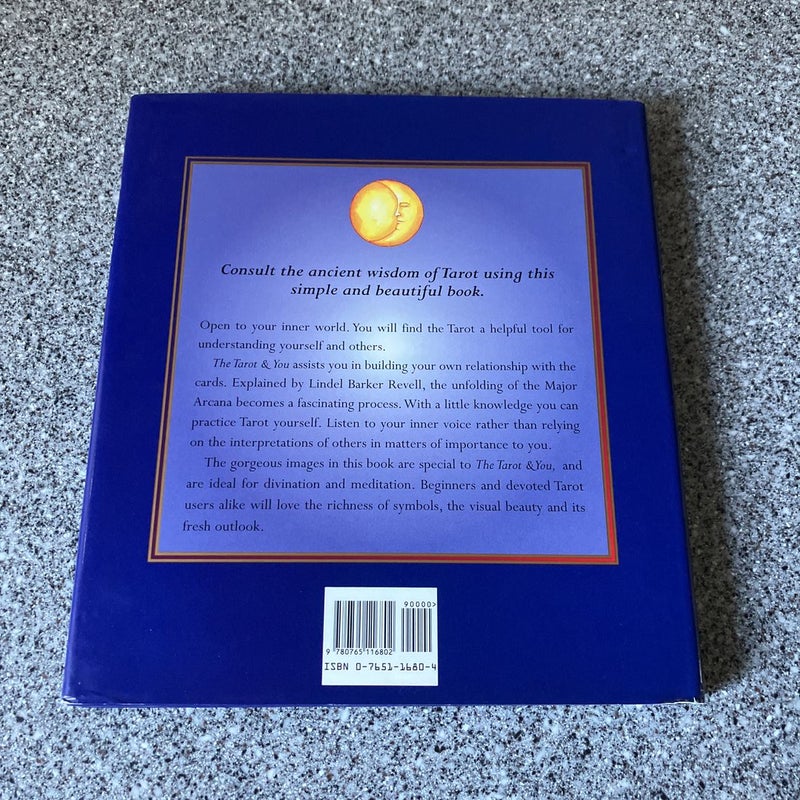 Consult the ancient wisdom of Tarot using this
simple and beautiful book.
Open to your inner world. You will find the Tarot a helpful tool for
understanding yourself and others.
The Tarot & You assists you in building your own relationship with the
cards. Explained by Lindel Barker Revell, the unfolding of the Major
Arcana becomes a fascinating process. With a little knowledge you can
practice Tarot yourself. Listen to your inner voice rather than relying
on the interpretations of others in matters of importance to you.
The gorgeous images in this book are special to The Tarot & You, and
are ideal for divination and meditation. Beginners and devoted Tarot
users alike will love the richness of symbols, the visual beauty and its
fresh outlook.
90000>
9 780765 116802
ISBN 0-7651-1680-4